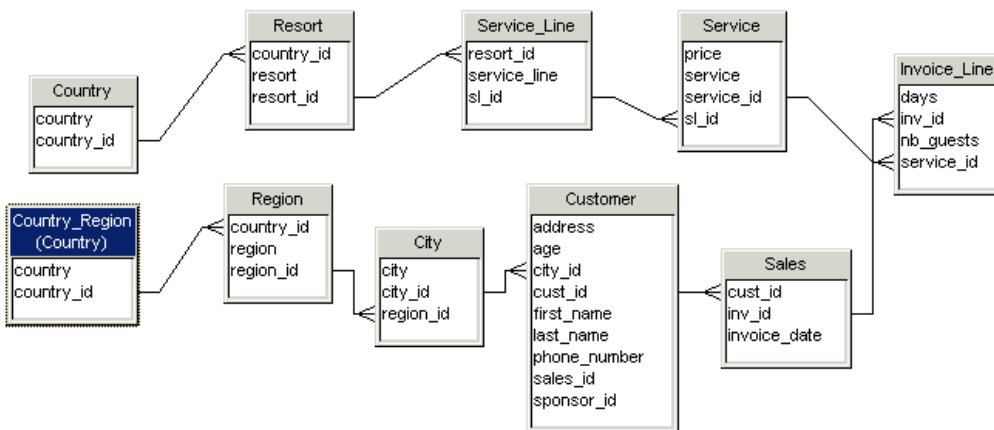 Resort
country_id
resort
resort_id
Service_Line
resort_id
service_line
sl_id
Service
price
service
service_id
sl_id
Invoice_Line
days
inv_id
nb_guests
service_id
Country
country
country_id
Country_Region
(Country)
country
country_id
Region
country_id
region
region_id
City
city
city_id
region_id
Customer
address
age
city_id
cust_id
first_name
last_name
phone_number
sales_id
sponsor_id
Sales
cust_id
inv_id
invoice_date